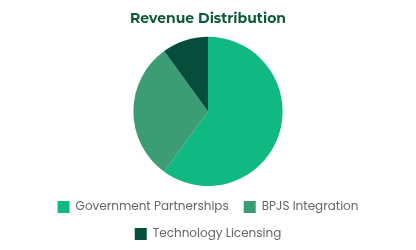 Revenue Distribution
Government Partnerships BPJS Integration
Technology Licensing